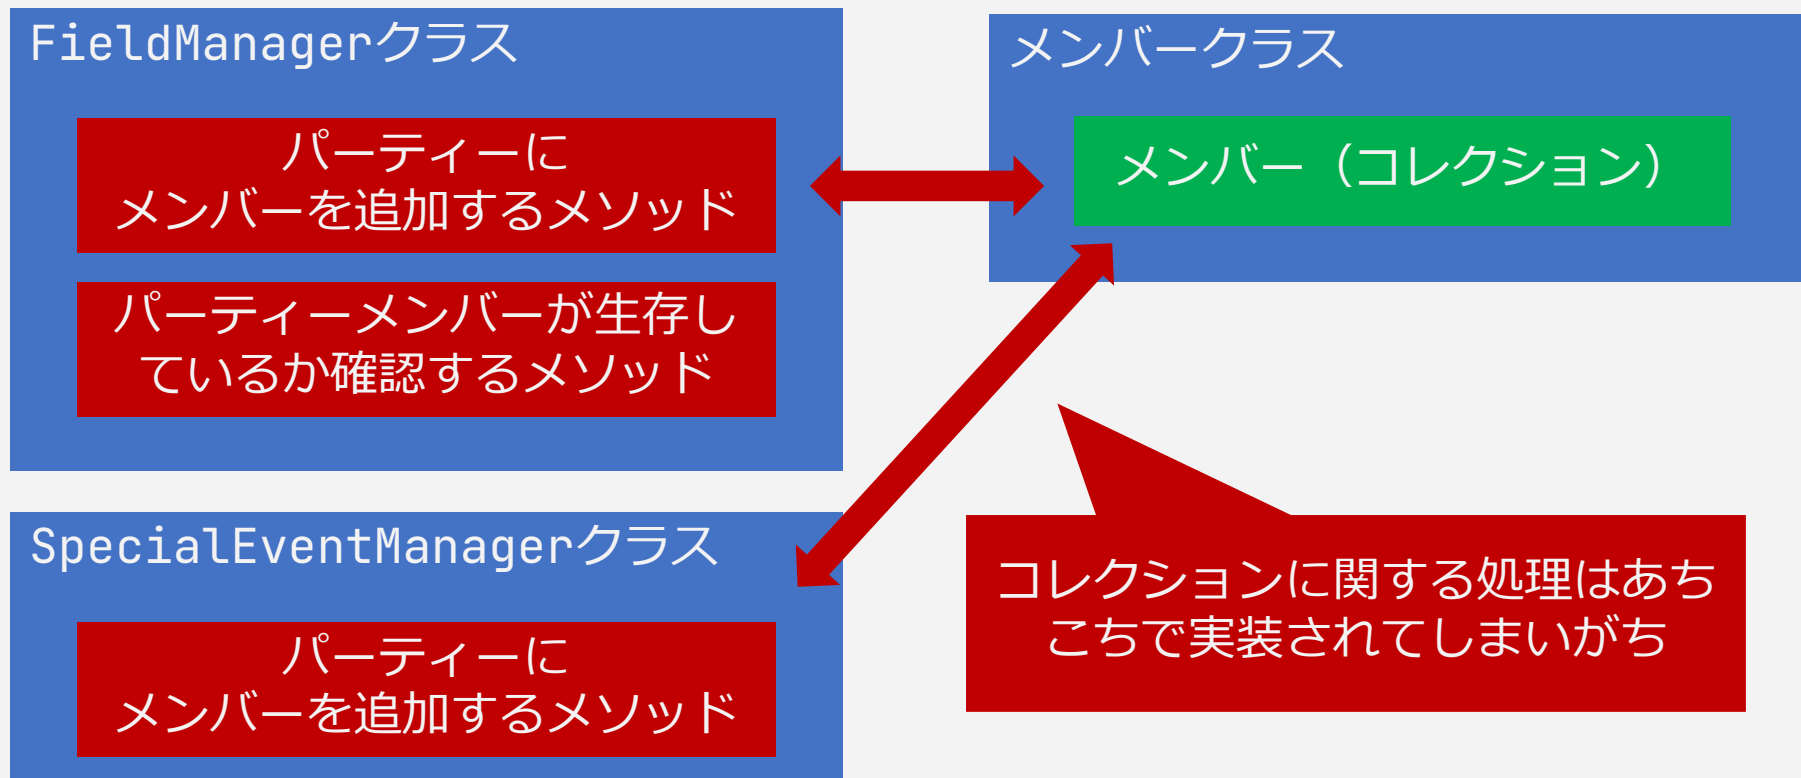 FieldManagerクラス
パーティーに
メンバーを追加するメソッド
パーティーメンバーが生存し
ているか確認するメソッド
SpecialEventManagerクラス
パーティーに
メンバーを追加するメソッド
メンバークラス
メンバー（コレクション）
コレクションに関する処理はあち
こちで実装されてしまいがち